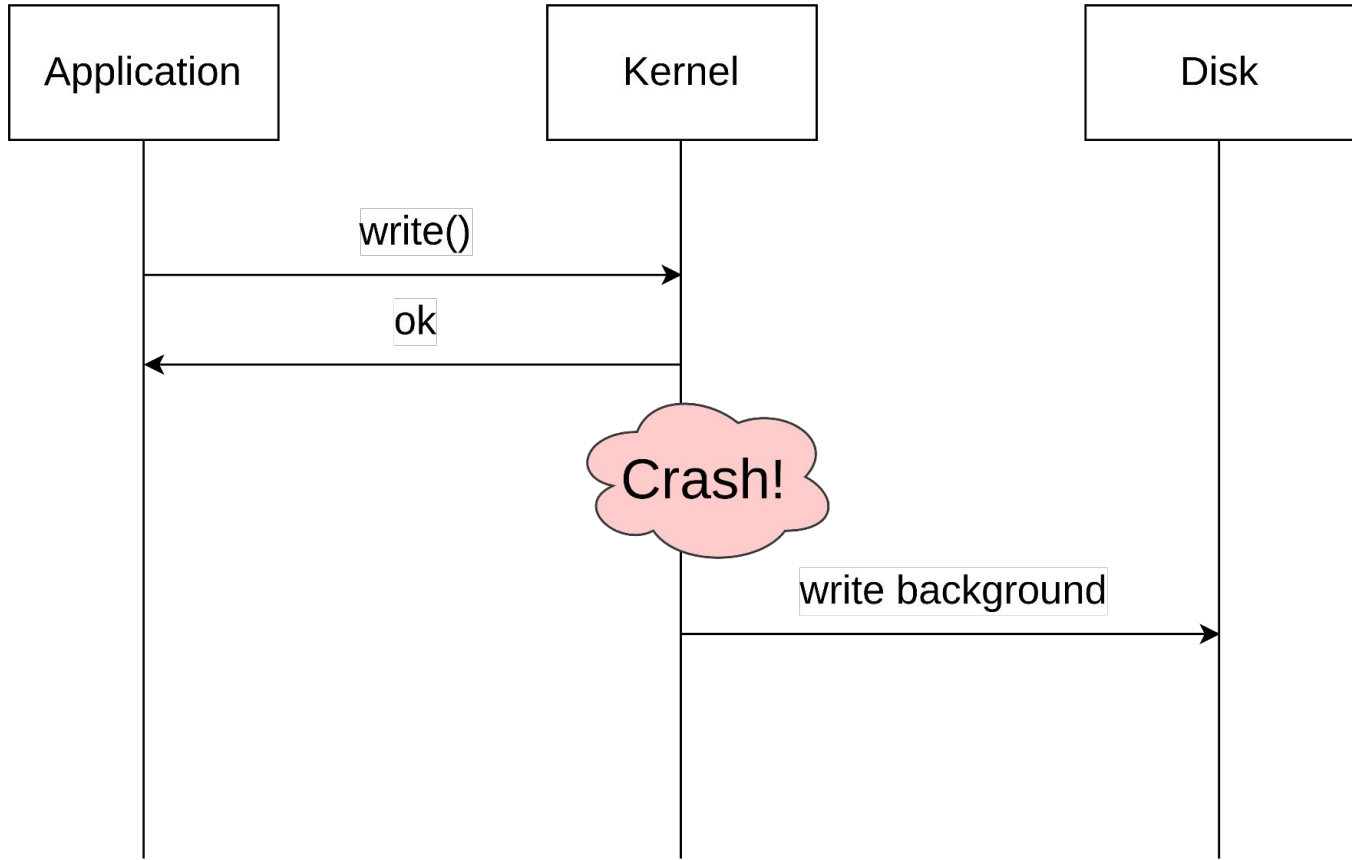 Application
Kernel
Disk
write()
ok
Crash!
write background